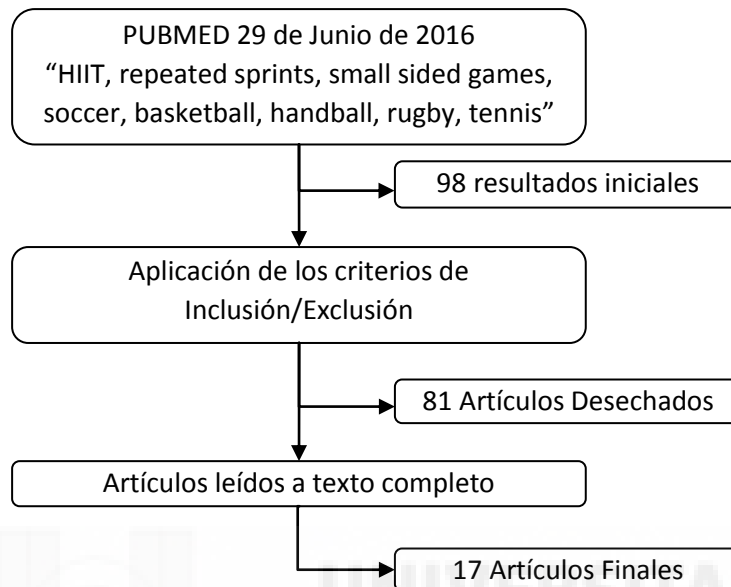 PUBMED 29 de Junio de 2016
“HIIT, repeated sprints, small sided games,
soccer, basketball, handball, rugby, tennis”
98 resultados iniciales
Aplicación de los criterios de
Inclusión/Exclusión
81 Artículos Desechados
Artículos leídos a texto completo
17 Artículos Finales